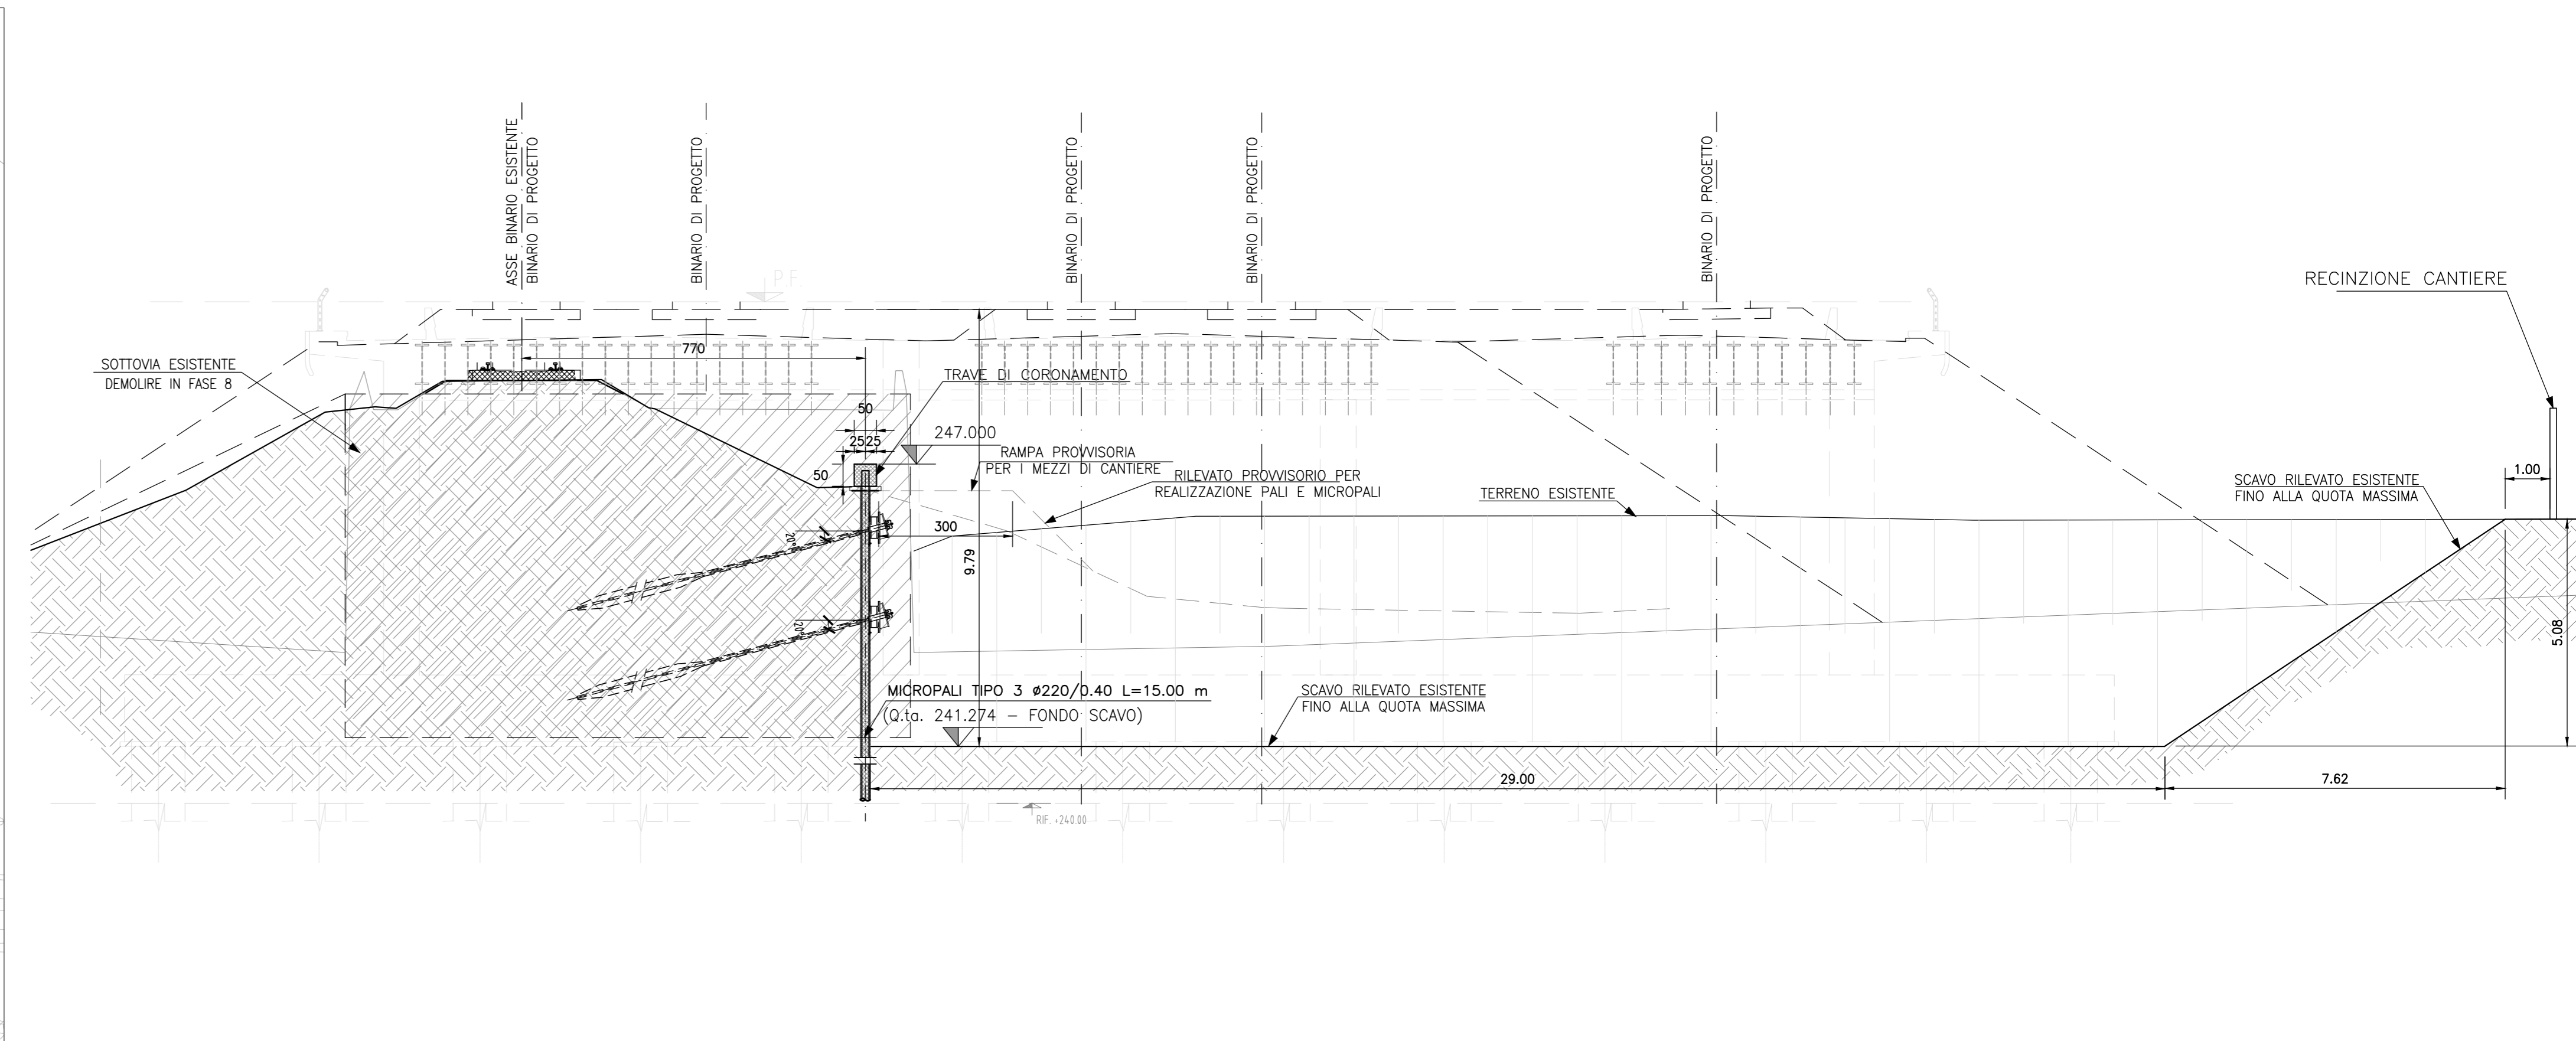 ASSE BINARIO ESISTENTE
BINARIO DI PROGETTO
BINARIO DI PROGETTO
BINARIO DI PROGETTO
BINARIO DI PROGETTO
BINARIO DI PROGETTO
P.F.
RECINZIONE CANTIERE
SOTTOVIA ESISTENTE
DEMOLIRE IN FASE 8
770
TRAVE DI CORONAMENTO
50
25 25
247.000
50
RAMPA PROVVISORIA
PER I MEZZI DI CANTIERE
RILEVATO PROVVISORIO PER
REALIZZAZIONE PALI E MICROPALI
TERRENO ESISTENTE
SCAVO RILEVATO ESISTENTE
FINO ALLA QUOTA MASSIMA
1.00
300
20°
9.79
20°
5.08
MICROPALI TIPO 3 ø220/0.40 L=15.00 m
(Q.ta. 241.274 – FONDO SCAVO)
SCAVO RILEVATO ESISTENTE
FINO ALLA QUOTA MASSIMA
29.00
7.62
RIF. +240.00